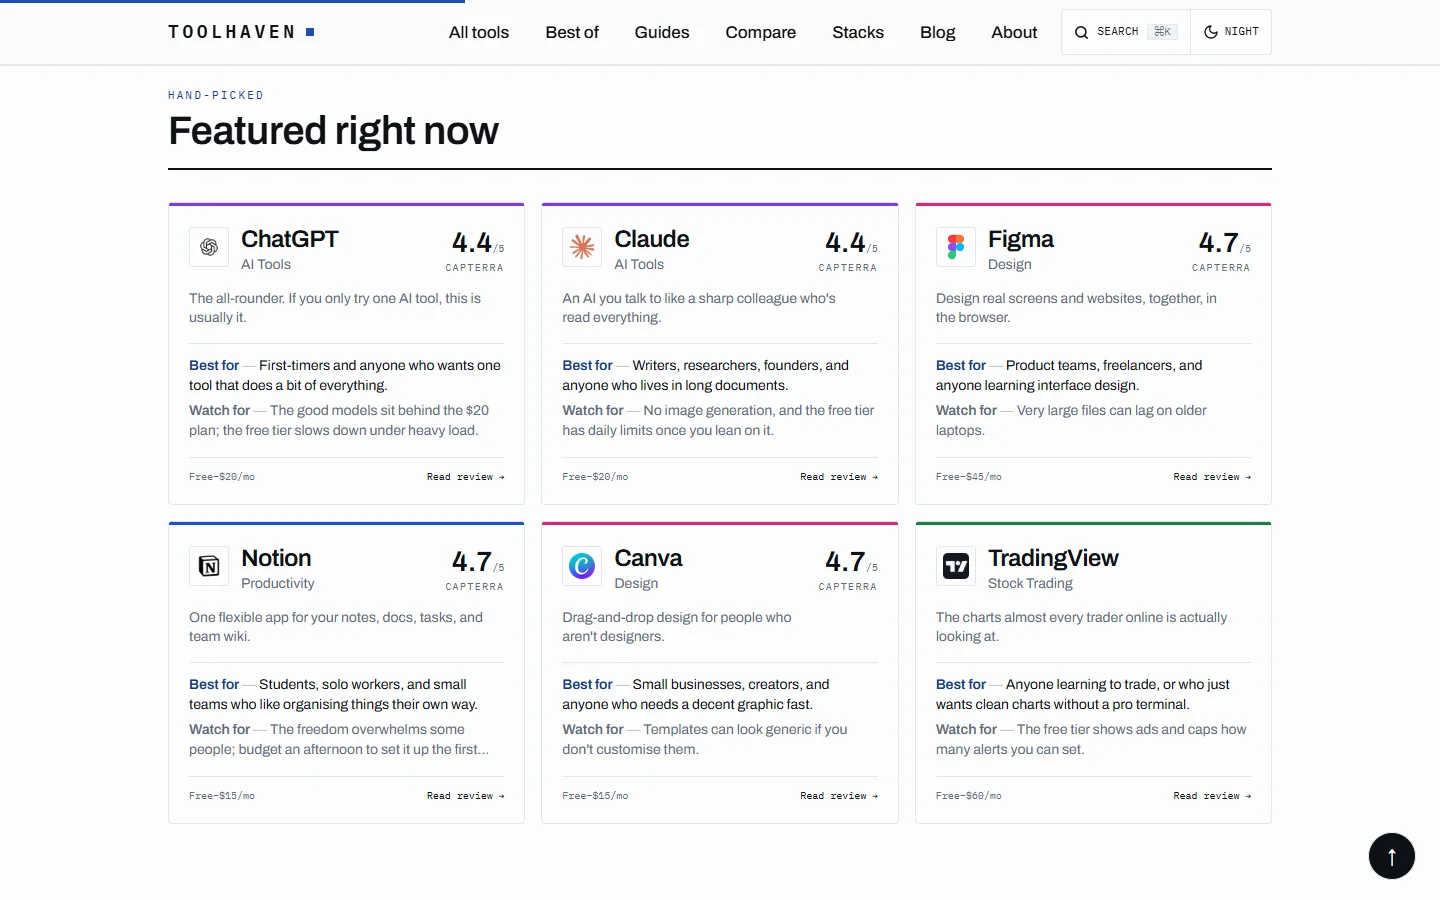 TOOLHAVEN
All tools Best of Guides Compare Stacks Blog About SEARCH ⌘K NIGHT
HAND-PICKED
Featured right now
ChatGPT
AI Tools
4.4/5
CAPTERRA
The all-rounder. If you only try one AI tool, this is
usually it.
Best for — First-timers and anyone who wants one
tool that does a bit of everything.
Watch for — The good models sit behind the $20
plan; the free tier slows down under heavy load.
Free–$20/mo Read review →
Claude
AI Tools
4.4/5
CAPTERRA
An AI you talk to like a sharp colleague who's
read everything.
Best for — Writers, researchers, founders, and
anyone who lives in long documents.
Watch for — No image generation, and the free tier
has daily limits once you lean on it.
Free–$20/mo Read review →
Figma
Design
4.7/5
CAPTERRA
Design real screens and websites, together, in
the browser.
Best for — Product teams, freelancers, and
anyone learning interface design.
Watch for — Very large files can lag on older
laptops.
Free–$45/mo Read review →
Notion
Productivity
4.7/5
CAPTERRA
One flexible app for your notes, docs, tasks, and
team wiki.
Best for — Students, solo workers, and small
teams who like organising things their own way.
Watch for — The freedom overwhelms some
people; budget an afternoon to set it up the first…
Free–$15/mo Read review →
Canva
Design
4.7/5
CAPTERRA
Drag-and-drop design for people who
aren't designers.
Best for — Small businesses, creators, and
anyone who needs a decent graphic fast.
Watch for — Templates can look generic if you
don't customise them.
Free–$15/mo Read review →
TradingView
Stock Trading
The charts almost every trader online is actually
looking at.
Best for — Anyone learning to trade, or who just
wants clean charts without a pro terminal.
Watch for — The free tier shows ads and caps how
many alerts you can set.
Free–$60/mo Read review →
↑